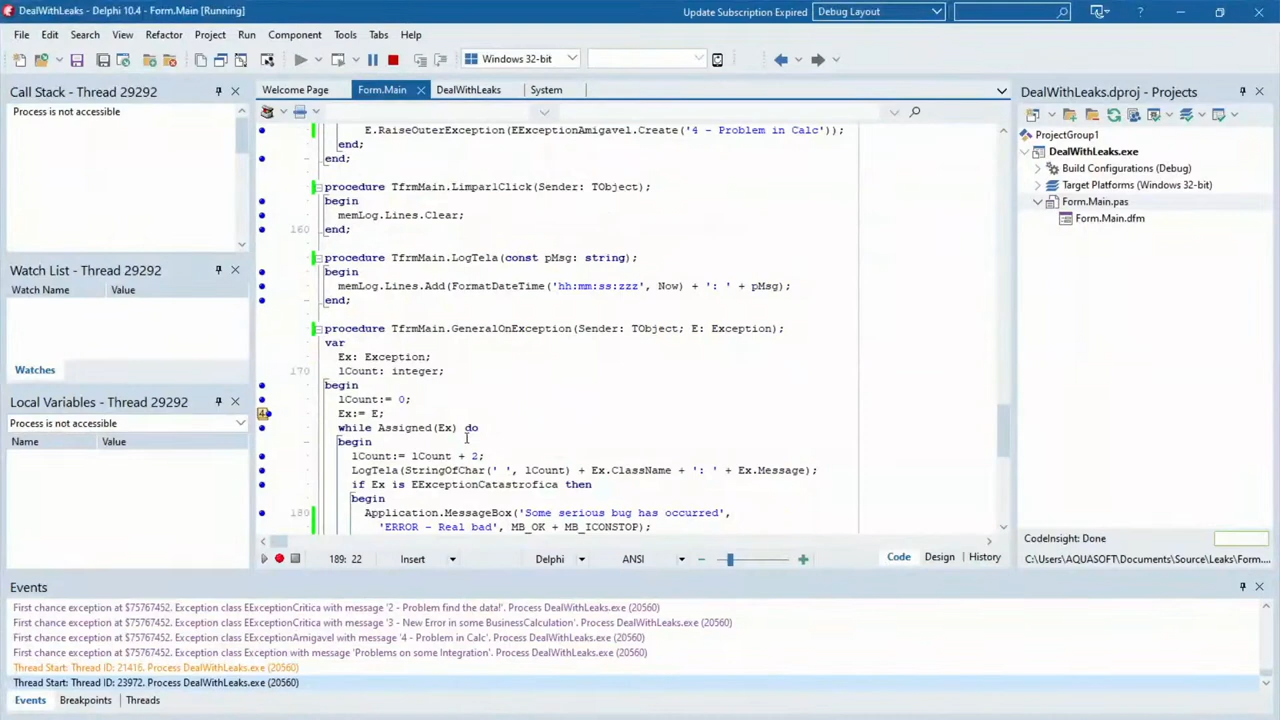 DealWithLeaks - Delphi 10.4 - Form.Main [Running]
Update Subscription Expired
Debug Layout
File Edit Search View Refactor Project Run Component Tools Tabs Help
Windows 32-bit
Call Stack - Thread 29292
Process is not accessible
Watch List - Thread 29292
Watch Name Value
Watches
Local Variables - Thread 29292
Process is not accessible
Name Value
Welcome Page Form.Main DealWithLeaks System
E.RaiseOuterException(EExceptionAmigavel.Create('4 - Problem in Calc'));
end;
end;
procedure TfrmMain.Limpar1Click(Sender: TObject);
begin
memLog.Lines.Clear;
160 end;
procedure TfrmMain.LogTela(const pMsg: string);
begin
memLog.Lines.Add(FormatDateTime('hh:mm:ss:zzz', Now) + ': ' + pMsg);
end;
procedure TfrmMain.GeneralOnException(Sender: TObject; E: Exception);
var
Ex: Exception;
170 lCount: integer;
begin
lCount:= 0;
Ex:= E;
while Assigned(Ex) do
begin
lCount:= lCount + 2;
LogTela(StringOfChar(' ', lCount) + Ex.ClassName + ': ' + Ex.Message);
if Ex is EExceptionCatastrofica then
begin
180 Application.MessageBox('Some serious bug has occurred',
'ERROR - Real bad', MB_OK + MB_ICONSTOP);
189: 22 Insert Delphi ANSI Code Design History
DealWithLeaks.dproj - Projects
ProjectGroup1
DealWithLeaks.exe
Build Configurations (Debug)
Target Platforms (Windows 32-bit)
Form.Main.pas
Form.Main.dfm
CodeInsight: Done
C:\Users\AQUASOFT\Documents\Source\Leaks\Form....
Events
First chance exception at $75767452. Exception class EExceptionCritica with message '2 - Problem find the data!'. Process DealWithLeaks.exe (20560)
First chance exception at $75767452. Exception class EExceptionCritica with message '3 - New Error in some BusinessCalculation'. Process DealWithLeaks.exe (20560)
First chance exception at $75767452. Exception class EExceptionAmigavel with message '4 - Problem in Calc'. Process DealWithLeaks.exe (20560)
First chance exception at $75767452. Exception class Exception with message 'Problems on some Integration'. Process DealWithLeaks.exe (20560)
Thread Start: Thread ID: 21416. Process DealWithLeaks.exe (20560)
Thread Start: Thread ID: 23972. Process DealWithLeaks.exe (20560)
Events Breakpoints Threads